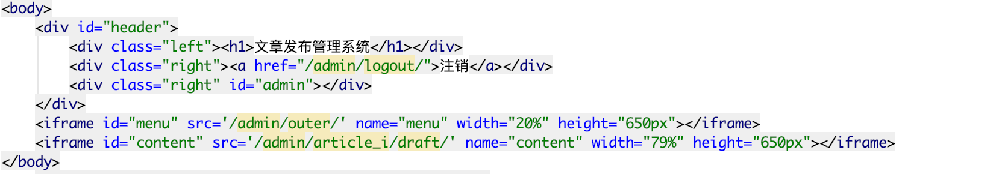 <body>
<div id="header">
<div class="left"><h1>文章发布管理系统</h1></div>
<div class="right"><a href="/admin/logout/">注销</a></div>
<div class="right" id="admin"></div>
</div>
<iframe id="menu" src='/admin/outer/' name="menu" width="20%" height="650px"></iframe>
<iframe id="content" src='/admin/article_i/draft/' name="content" width="79%" height="650px"></iframe>
</body>